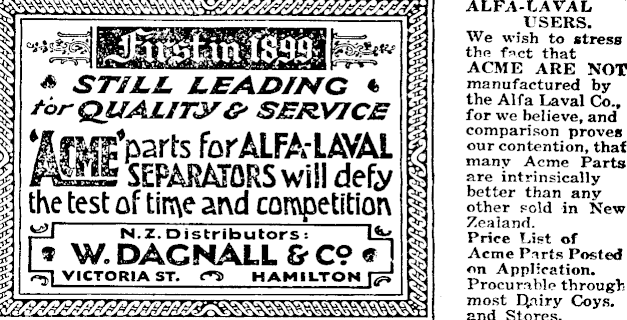 First in 1899
STILL LEADING
for QUALITY & SERVICE
'ACME' parts for ALFA-LAVAL
SEPARATORS will defy
the test of time and competition
N.Z. Distributors:
W. DAGNALL & CO
VICTORIA ST. HAMILTON
ALFA-LAVAL
USERS.
We wish to stress
the fact that
ACME ARE NOT
manufactured by
the Alfa Laval Co.,
for we believe, and
comparison proves
our contention, that
many Acme Parts
are intrinsically
better than any
other sold in New
Zealand.
Price List of
Acme Parts Posted
on Application.
Procurable through
most Dairy Coys.
and Stores.